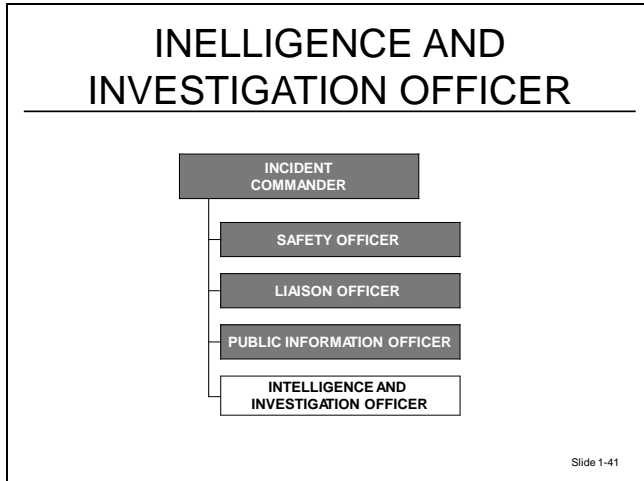 INELLIGENCE AND
INVESTIGATION OFFICER
INCIDENT
COMMANDER
SAFETY OFFICER
LIAISON OFFICER
PUBLIC INFORMATION OFFICER
INTELLIGENCE AND
INVESTIGATION OFFICER
Slide 1-41